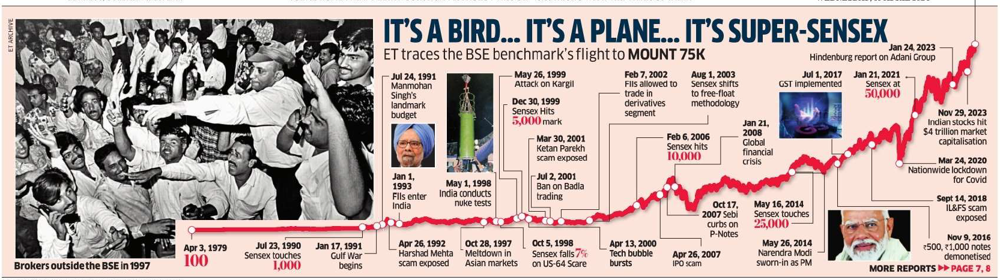 ET ARCHIVE
Brokers outside the BSE in 1997
IT'S A BIRD... IT'S A PLANE... IT'S SUPER-SENSEX
ET traces the BSE benchmark's flight to MOUNT 75K
Apr 3, 1979
100
Jul 23, 1990
Sensex touches
1,000
Jan 17, 1991
Gulf War
begins
Jul 24, 1991
Manmohan
Singh's
landmark
budget
Apr 26, 1992
Harshad Mehta
scam exposed
Jan 1,
1993
FIIs enter
India
Oct 28, 1997
Meltdown in
Asian markets
May 1, 1998
India conducts
nuke tests
Oct 5, 1998
Sensex falls 7%
on US-64 Scare
May 26, 1999
Attack on Kargil
Dec 30, 1999
Sensex Hits
5,000 mark
Apr 13, 2000
Tech bubble
bursts
Mar 30, 2001
Ketan Parekh
scam exposed
Jul 2, 2001
Ban on Badla
trading
Feb 7, 2002
FIIs allowed to
trade in
derivatives
segment
Aug 1, 2003
Sensex shifts
to free-float
methodology
Feb 6, 2006
Sensex hits
10,000
Apr 26, 2007
IPO scam
Oct 17,
2007 Sebi
curbs on
P-Notes
Jan 21,
2008
Global
financial
crisis
May 16, 2014
Sensex touches
25,000
May 26, 2014
Narendra Modi
sworn-in as PM
Nov 9, 2016
₹500, ₹1,000 notes
demonetised
Jul 1, 2017
GST implemented
Sept 14, 2018
IL&FS scam
exposed
Mar 24, 2020
Nationwide lockdown
for Covid
Jan 21, 2021
Sensex at
50,000
Jan 24, 2023
Hindenburg report on Adani Group
Nov 29, 2023
Indian stocks hit
$4 trillion market
capitalisation
MORE REPORTS ▶▶ PAGE 7, 8